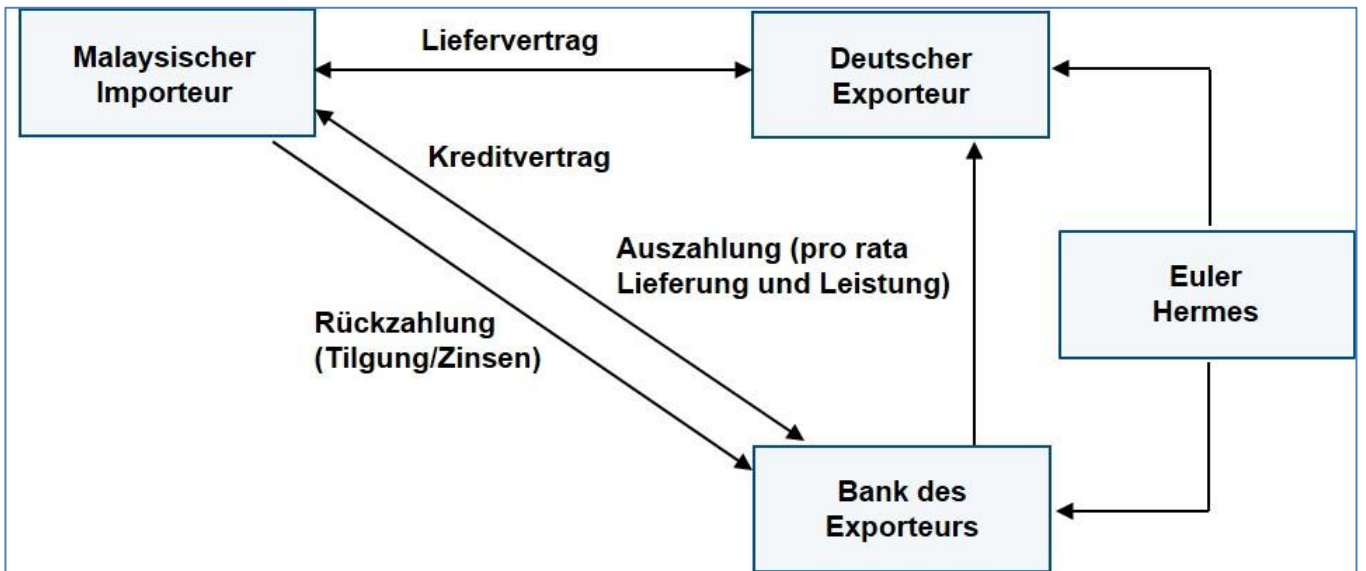 Malaysischer
Importeur
Liefervertrag
Deutscher
Exporteur
Kreditvertrag
Auszahlung (pro rata
Lieferung und Leistung)
Euler
Hermes
Rückzahlung
(Tilgung/Zinsen)
Bank des
Exporteurs